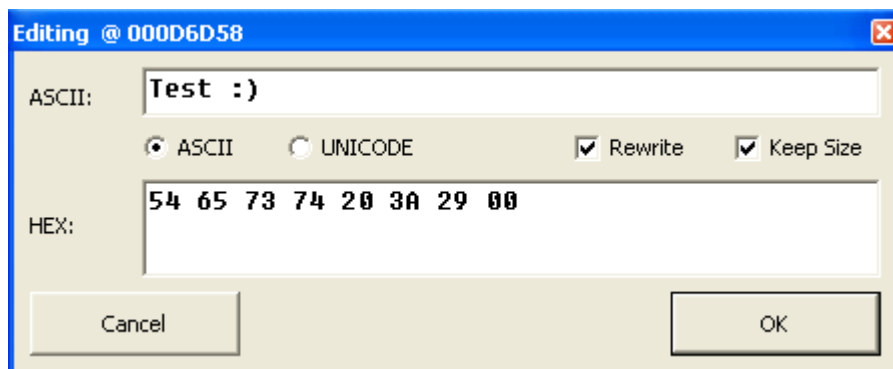 Editing @ 000D6D58
ASCII: Test :)
ASCII UNICODE Rewrite Keep Size
HEX: 54 65 73 74 20 3A 29 00
Cancel OK